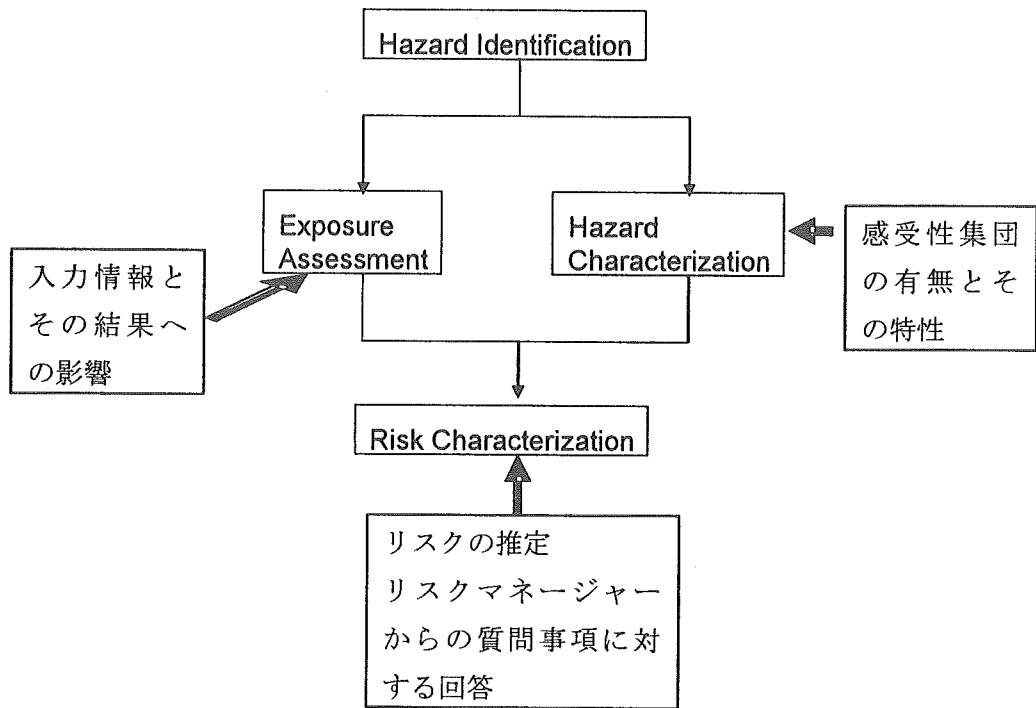 Hazard Identification
Exposure
Assessment
Hazard
Characterization
入力情報と
その結果へ
の影響
感受性集団
の有無とそ
の特性
Risk Characterization
リスクの推定
リスクマネージャー
からの質問事項に対
する回答